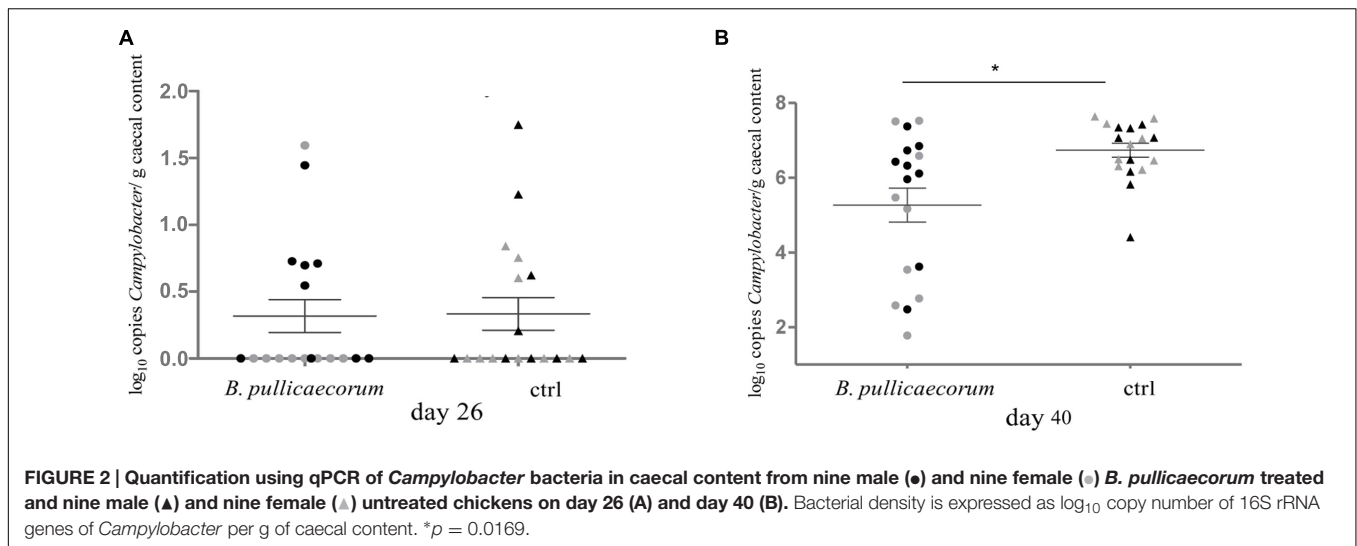 A
log10 copies Campylobacter/ g caecal content
2.0
1.5
1.0
0.5
0.0
B. pullicaecorum
ctrl
day 26
B
log10 copies Campylobacter/g caecal content
*
8
6
4
2
B. pullicaecorum
ctrl
day 40
FIGURE 2 | Quantification using qPCR of Campylobacter bacteria in caecal content from nine male (●) and nine female (●) B. pullicaecorum treated
and nine male (▲) and nine female (▲) untreated chickens on day 26 (A) and day 40 (B). Bacterial density is expressed as log10 copy number of 16S rRNA
genes of Campylobacter per g of caecal content. *p = 0.0169.